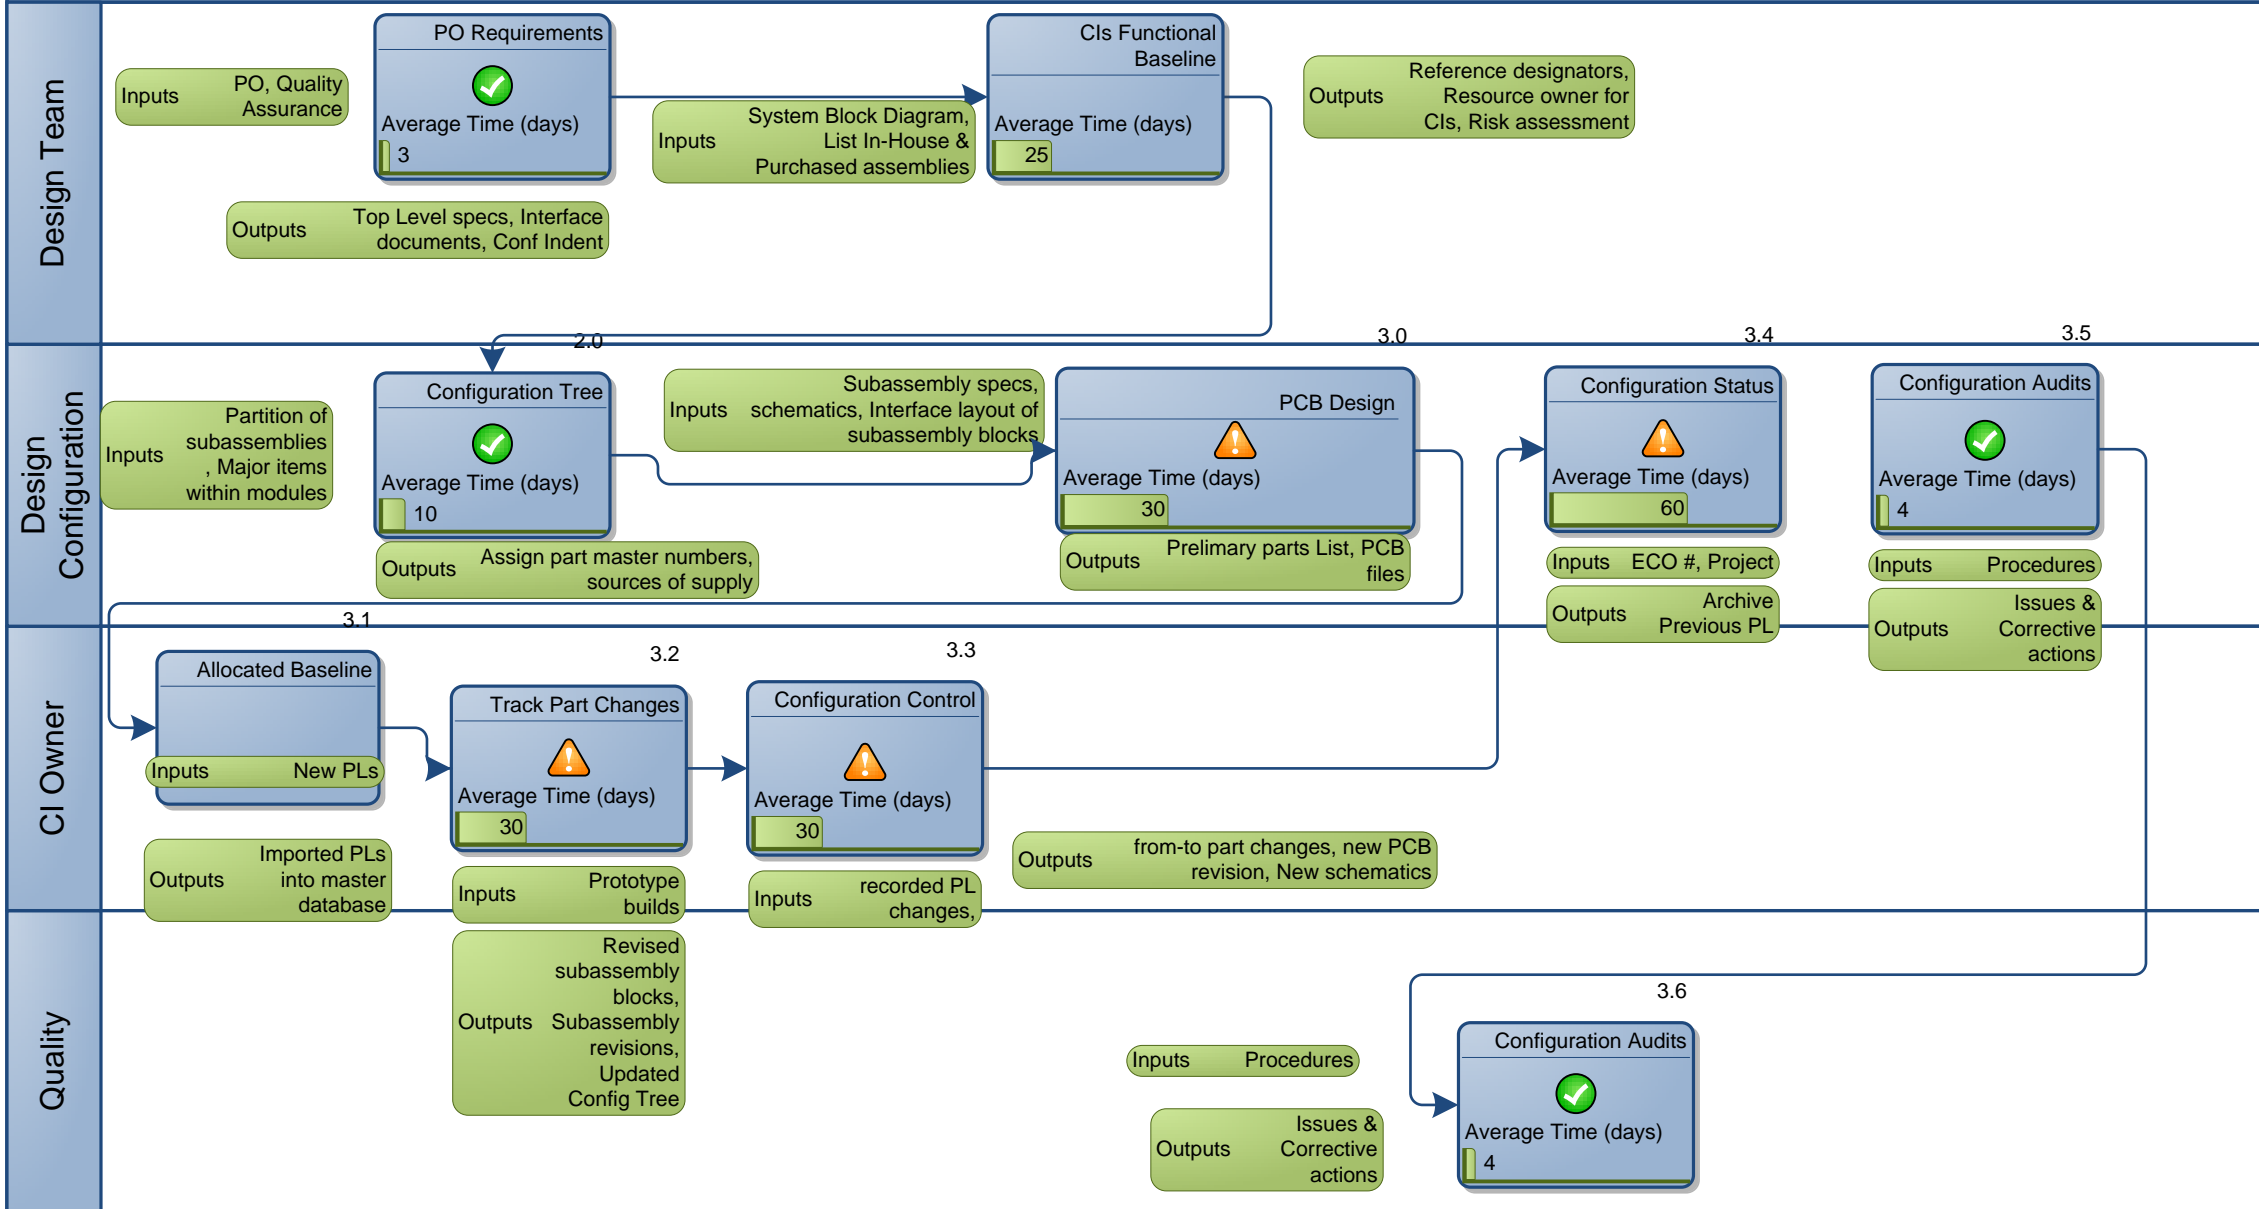 Design Team
PO Requirements
Average Time (days)
3
Inputs
PO, Quality
Assurance
Outputs
Top Level specs, Interface
documents, Conf Indent
CIs Functional
Baseline
Average Time (days)
25
Inputs
System Block Diagram,
List In-House &
Purchased assemblies
Outputs
Reference designators,
Resource owner for
CIs, Risk assessment
Design
Configuration
2.0
Configuration Tree
Average Time (days)
10
Inputs
Partition of
subassemblies
, Major items
within modules
Outputs
Assign part master numbers,
sources of supply
3.0
PCB Design
Average Time (days)
30
Inputs
Subassembly specs,
schematics, Interface layout of
subassembly blocks
Outputs
Prelimary parts List, PCB
files
3.4
Configuration Status
Average Time (days)
60
Inputs
ECO #, Project
Outputs
Archive
Previous PL
3.5
Configuration Audits
Average Time (days)
4
Inputs
Procedures
Outputs
Issues &
Corrective
actions
CI Owner
3.1
Allocated Baseline
Inputs
New PLs
Outputs
Imported PLs
into master
database
3.2
Track Part Changes
Average Time (days)
30
Inputs
Prototype
builds
Outputs
Revised
subassembly
blocks,
Subassembly
revisions,
Updated
Config Tree
3.3
Configuration Control
Average Time (days)
30
Inputs
recorded PL
changes,
Outputs
from-to part changes, new PCB
revision, New schematics
Quality
3.6
Configuration Audits
Average Time (days)
4
Inputs
Procedures
Outputs
Issues &
Corrective
actions